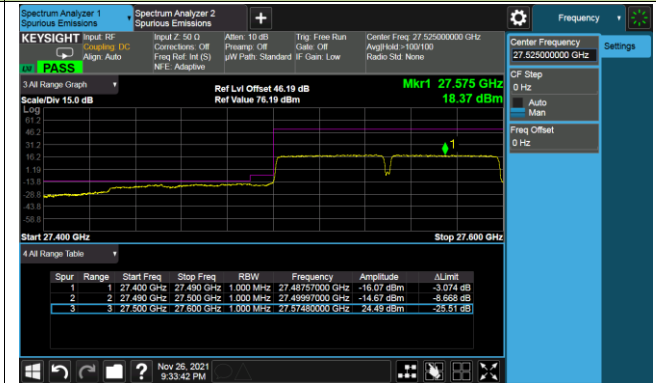 Spectrum Analyzer 1
Spurious Emissions
Spectrum Analyzer 2
Spurious Emissions
+
Frequency
KEYSIGHT Input: RF
Coupling: DC
Align: Auto
Input Z: 50 Ω
Corrections: Off
Freq Ref: Int (S)
NFE: Adaptive
Atten: 10 dB
Preamp: Off
µW Path: Standard
Trig: Free Run
Gate: Off
IF Gain: Low
Center Freq: 27.525000000 GHz
Avg|Hold:>100/100
Radio Std: None
PASS
Center Frequency
27.525000000 GHz
Settings
CF Step
0 Hz
Auto
Man
Freq Offset
0 Hz
3 All Range Graph
Scale/Div 15.0 dB
Ref Lvl Offset 46.19 dB
Ref Value 76.19 dBm
Mkr1 27.575 GHz
18.37 dBm
Log
61.2
46.2
31.2
16.2
1.19
-13.8
-28.8
-43.8
-58.8
1
Start 27.400 GHz
Stop 27.600 GHz
4 All Range Table
Spur Range Start Freq Stop Freq RBW Frequency Amplitude ΔLimit
1 1 27.400 GHz 27.490 GHz 1.000 MHz 27.48757000 GHz -16.07 dBm -3.074 dB
2 2 27.490 GHz 27.500 GHz 1.000 MHz 27.49997000 GHz -14.67 dBm -8.668 dB
3 3 27.500 GHz 27.600 GHz 1.000 MHz 27.57480000 GHz 24.49 dBm -25.51 dB
?
Nov 26, 2021
9:33:42 PM